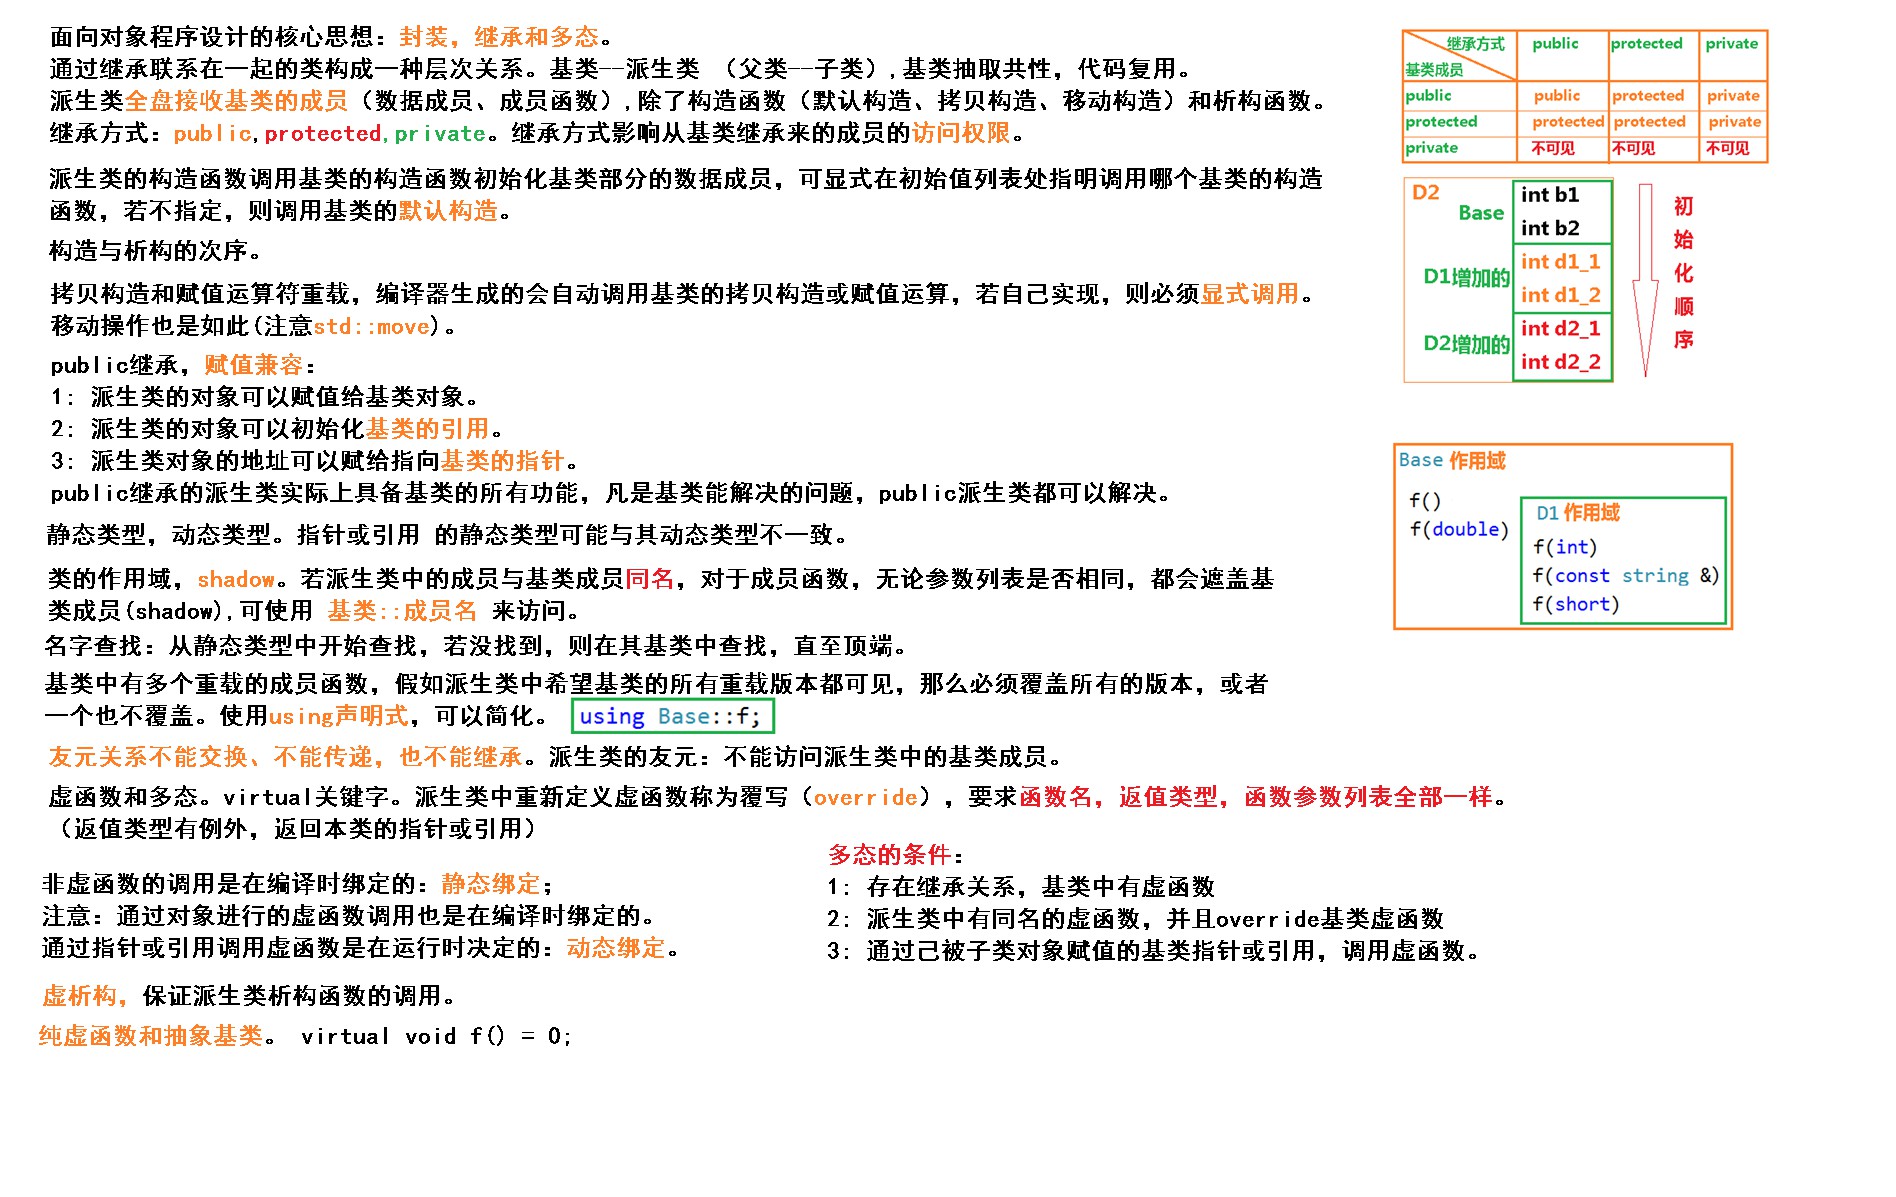 面向对象程序设计的核心思想：封装，继承和多态。
通过继承联系在一起的类构成一种层次关系。基类--派生类 （父类--子类）,基类抽取共性，代码复用。
派生类全盘接收基类的成员（数据成员、成员函数）,除了构造函数（默认构造、拷贝构造、移动构造）和析构函数。
继承方式：public,protected,private。继承方式影响从基类继承来的成员的访问权限。
派生类的构造函数调用基类的构造函数初始化基类部分的数据成员，可显式在初始值列表处指明调用哪个基类的构造
函数，若不指定，则调用基类的默认构造。
构造与析构的次序。
拷贝构造和赋值运算符重载，编译器生成的会自动调用基类的拷贝构造或赋值运算，若自己实现，则必须显式调用。
移动操作也是如此(注意std::move)。
public继承，赋值兼容：
1: 派生类的对象可以赋值给基类对象。
2: 派生类的对象可以初始化基类的引用。
3: 派生类对象的地址可以赋给指向基类的指针。
public继承的派生类实际上具备基类的所有功能，凡是基类能解决的问题，public派生类都可以解决。
静态类型，动态类型。指针或引用 的静态类型可能与其动态类型不一致。
类的作用域，shadow。若派生类中的成员与基类成员同名，对于成员函数，无论参数列表是否相同，都会遮盖基
类成员(shadow),可使用 基类::成员名 来访问。
名字查找：从静态类型中开始查找，若没找到，则在其基类中查找，直至顶端。
基类中有多个重载的成员函数，假如派生类中希望基类的所有重载版本都可见，那么必须覆盖所有的版本，或者
一个也不覆盖。使用using声明式，可以简化。 using Base::f;
友元关系不能交换、不能传递，也不能继承。派生类的友元：不能访问派生类中的基类成员。
虚函数和多态。virtual关键字。派生类中重新定义虚函数称为覆写（override），要求函数名，返值类型，函数参数列表全部一样。
（返值类型有例外，返回本类的指针或引用）
非虚函数的调用是在编译时绑定的：静态绑定；
注意：通过对象进行的虚函数调用也是在编译时绑定的。
通过指针或引用调用虚函数是在运行时决定的：动态绑定。
多态的条件：
1: 存在继承关系，基类中有虚函数
2: 派生类中有同名的虚函数，并且override基类虚函数
3: 通过已被子类对象赋值的基类指针或引用，调用虚函数。
虚析构，保证派生类析构函数的调用。
纯虚函数和抽象基类。 virtual void f() = 0;
继承方式 public protected private
基类成员
public public protected private
protected protected protected private
private 不可见 不可见 不可见
D2
Base
int b1
int b2
D1增加的
int d1_1
int d1_2
D2增加的
int d2_1
int d2_2
初始化顺序
Base 作用域
f()
f(double)
D1 作用域
f(int)
f(const string &)
f(short)